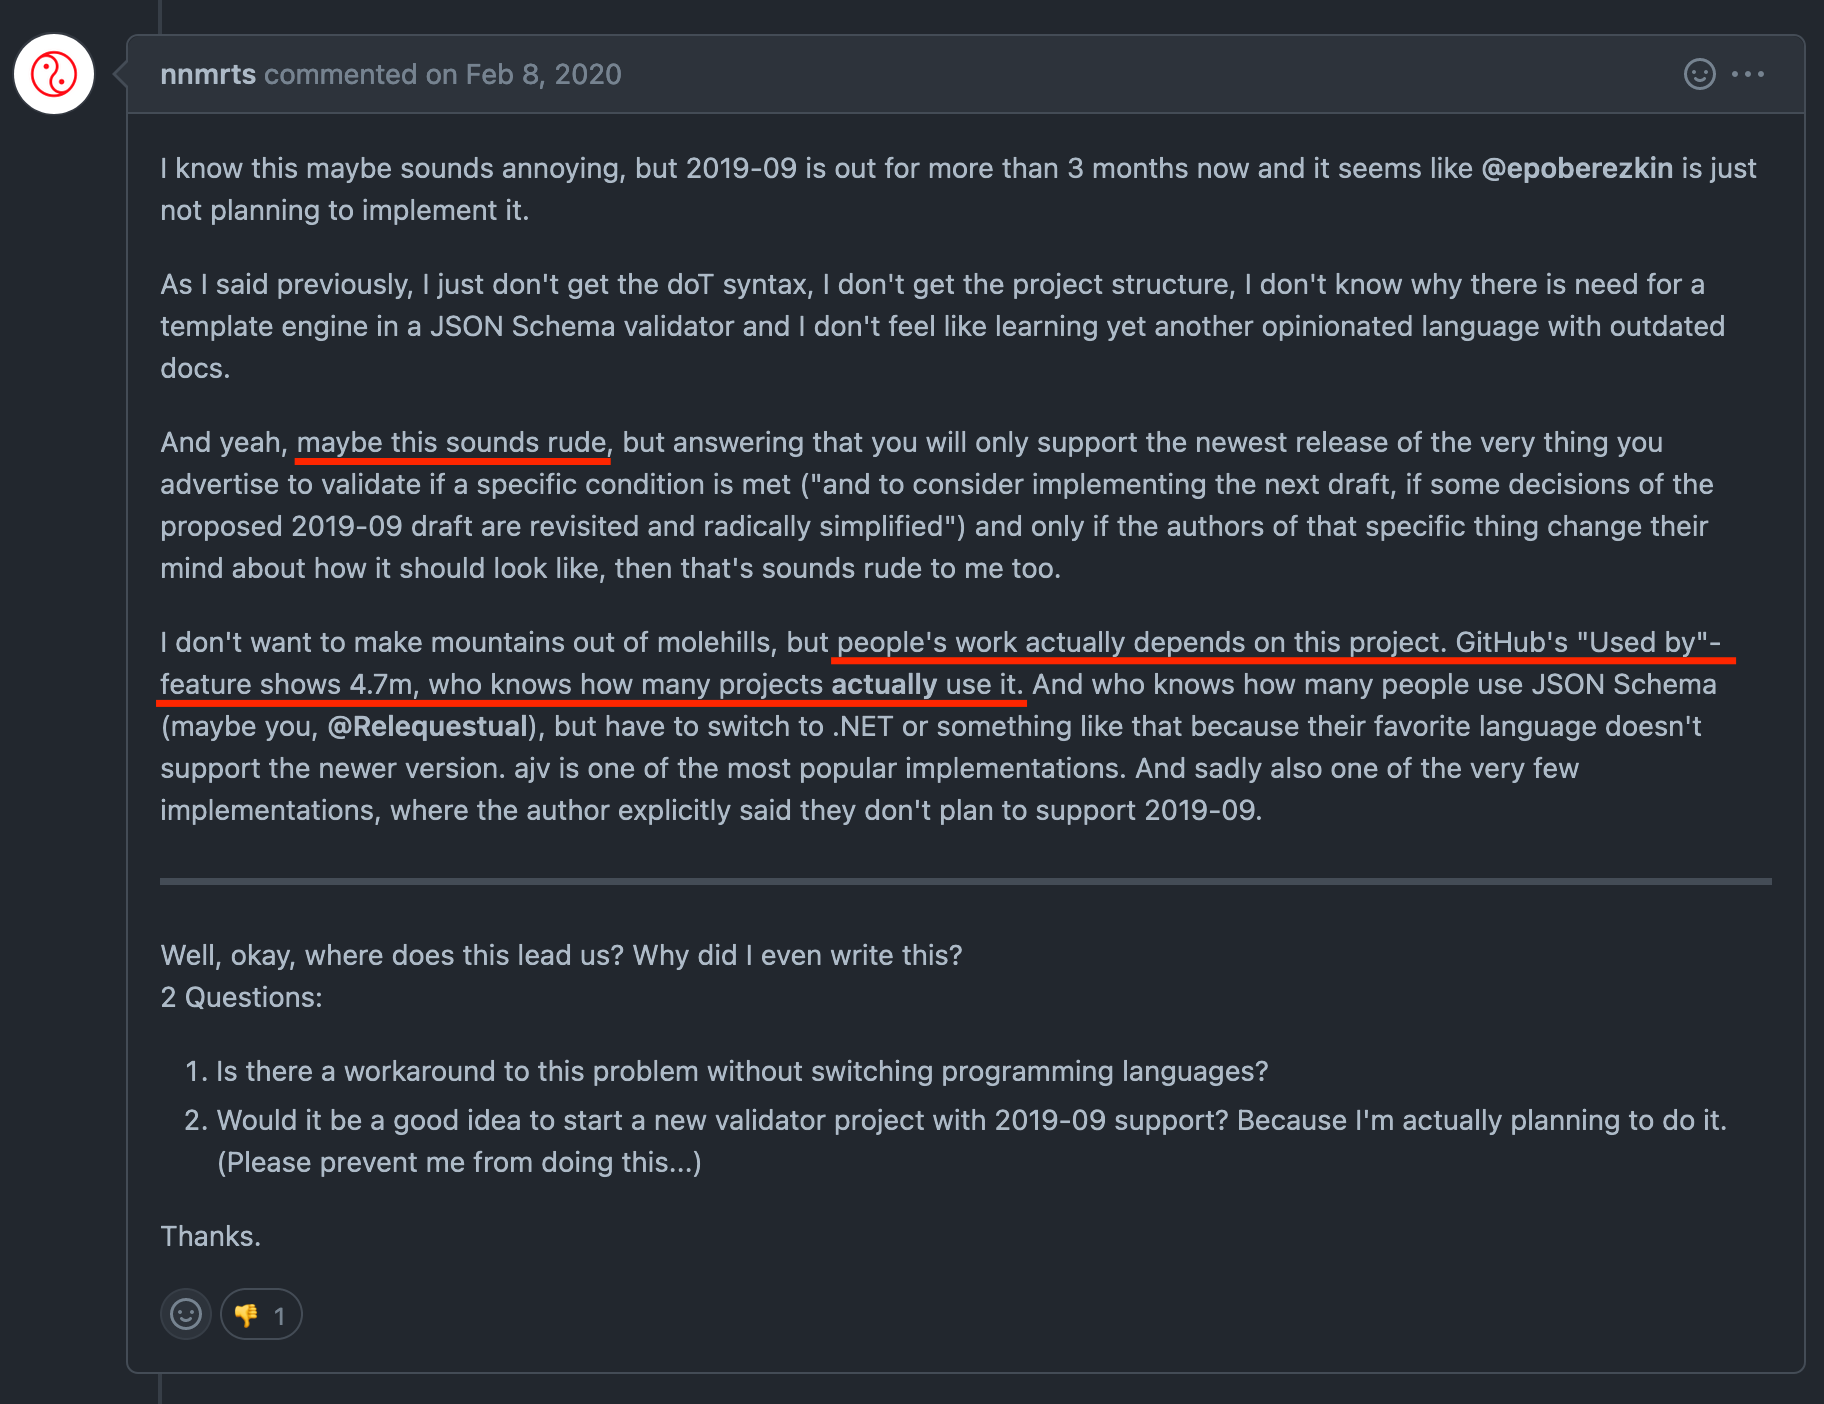 nnmrts commented on Feb 8, 2020
I know this maybe sounds annoying, but 2019-09 is out for more than 3 months now and it seems like @epoberezkin is just
not planning to implement it.
As I said previously, I just don't get the doT syntax, I don't get the project structure, I don't know why there is need for a
template engine in a JSON Schema validator and I don't feel like learning yet another opinionated language with outdated
docs.
And yeah, maybe this sounds rude, but answering that you will only support the newest release of the very thing you
advertise to validate if a specific condition is met ("and to consider implementing the next draft, if some decisions of the
proposed 2019-09 draft are revisited and radically simplified") and only if the authors of that specific thing change their
mind about how it should look like, then that's sounds rude to me too.
I don't want to make mountains out of molehills, but people's work actually depends on this project. GitHub's "Used by"-
feature shows 4.7m, who knows how many projects actually use it. And who knows how many people use JSON Schema
(maybe you, @Relequestual), but have to switch to .NET or something like that because their favorite language doesn't
support the newer version. ajv is one of the most popular implementations. And sadly also one of the very few
implementations, where the author explicitly said they don't plan to support 2019-09.
Well, okay, where does this lead us? Why did I even write this?
2 Questions:
1. Is there a workaround to this problem without switching programming languages?
2. Would it be a good idea to start a new validator project with 2019-09 support? Because I'm actually planning to do it.
(Please prevent me from doing this...)
Thanks.
1